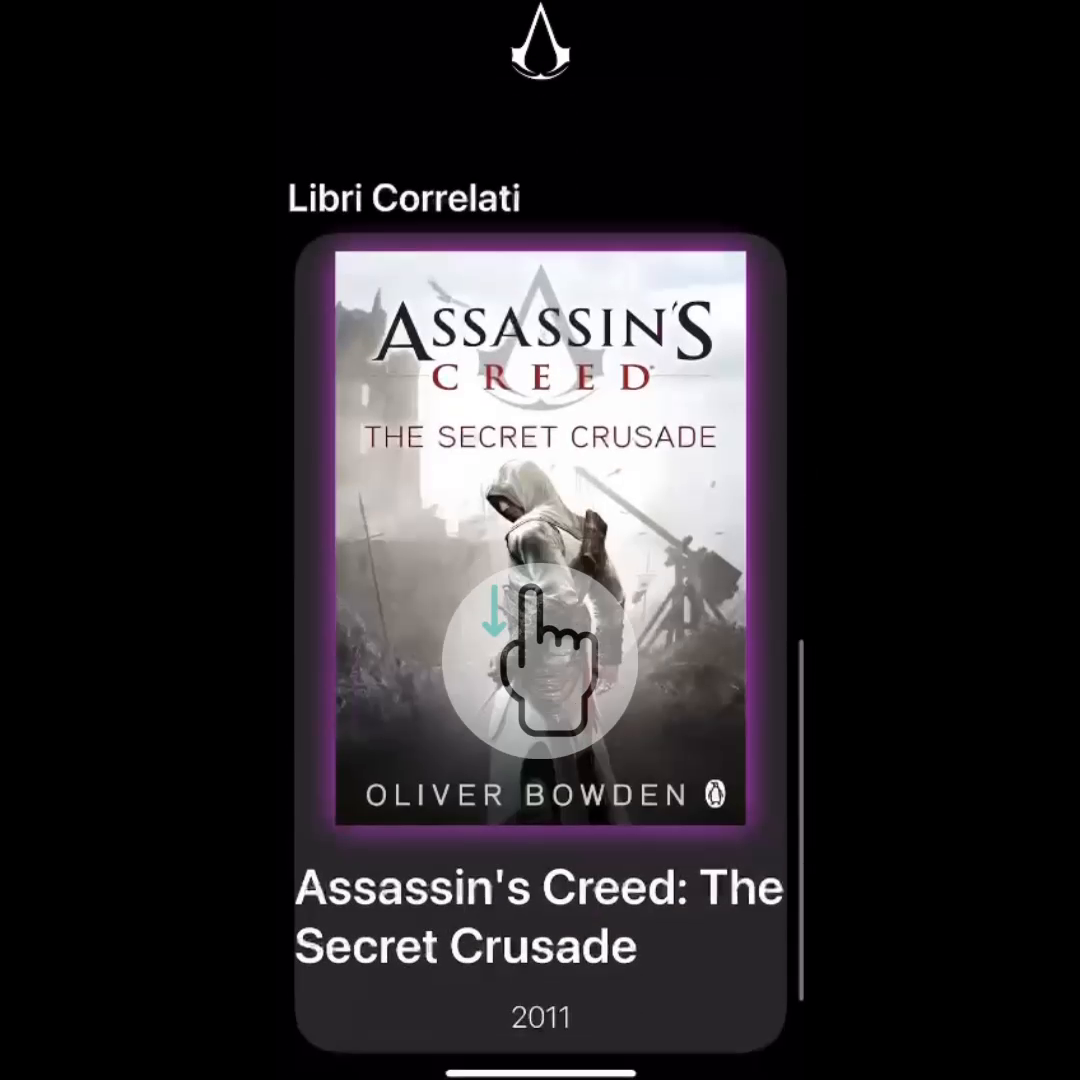 Libri Correlati
ASSASSIN'S
CREED
THE SECRET CRUSADE
OLIVER BOWDEN
Assassin's Creed: The
Secret Crusade
2011